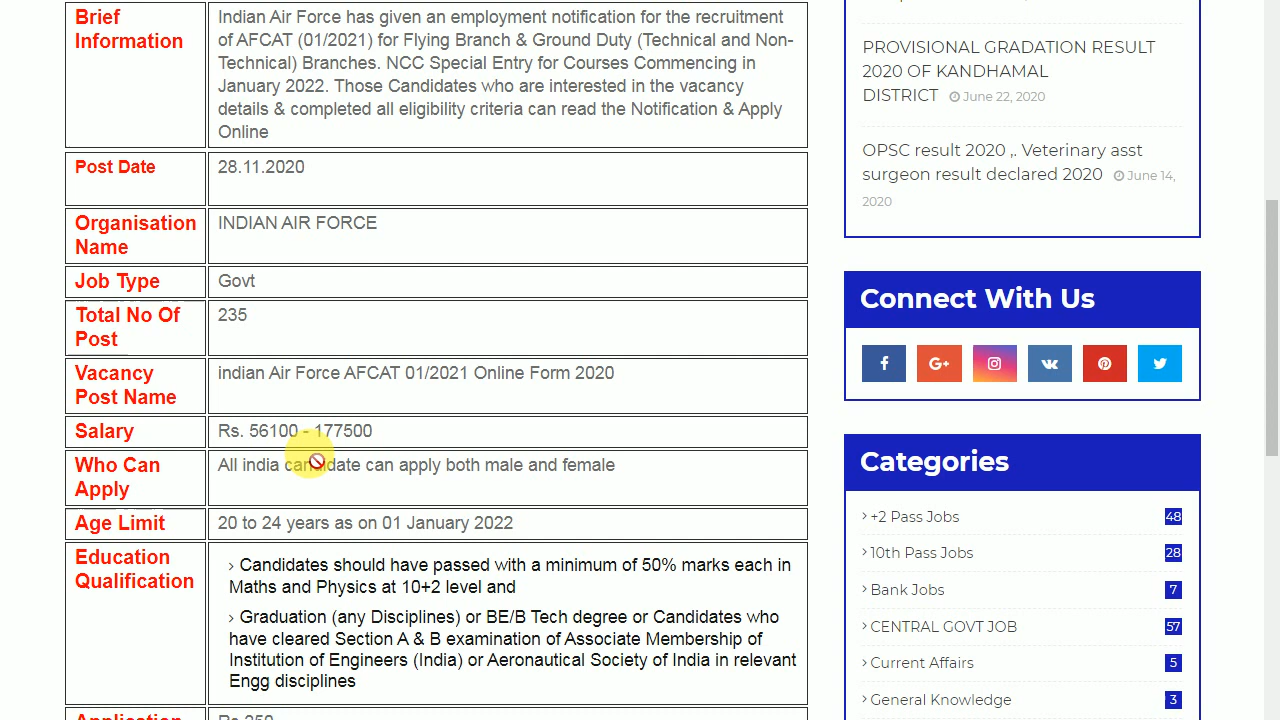 Brief
Information
Indian Air Force has given an employment notification for the recruitment
of AFCAT (01/2021) for Flying Branch & Ground Duty (Technical and Non-
Technical) Branches. NCC Special Entry for Courses Commencing in
January 2022. Those Candidates who are interested in the vacancy
details & completed all eligibility criteria can read the Notification & Apply
Online
Post Date
28.11.2020
Organisation
Name
INDIAN AIR FORCE
Job Type
Govt
Total No Of
Post
235
Vacancy
Post Name
indian Air Force AFCAT 01/2021 Online Form 2020
Salary
Rs. 56100 - 177500
Who Can
Apply
All india candidate can apply both male and female
Age Limit
20 to 24 years as on 01 January 2022
Education
Qualification
› Candidates should have passed with a minimum of 50% marks each in
Maths and Physics at 10+2 level and
› Graduation (any Disciplines) or BE/B Tech degree or Candidates who
have cleared Section A & B examination of Associate Membership of
Institution of Engineers (India) or Aeronautical Society of India in relevant
Engg disciplines
Application
Rs 250
PROVISIONAL GRADATION RESULT
2020 OF KANDHAMAL
DISTRICT June 22, 2020
OPSC result 2020 ,. Veterinary asst
surgeon result declared 2020 June 14,
2020
Connect With Us
Categories
› +2 Pass Jobs 48
› 10th Pass Jobs 28
› Bank Jobs 7
› CENTRAL GOVT JOB 57
› Current Affairs 5
› General Knowledge 3